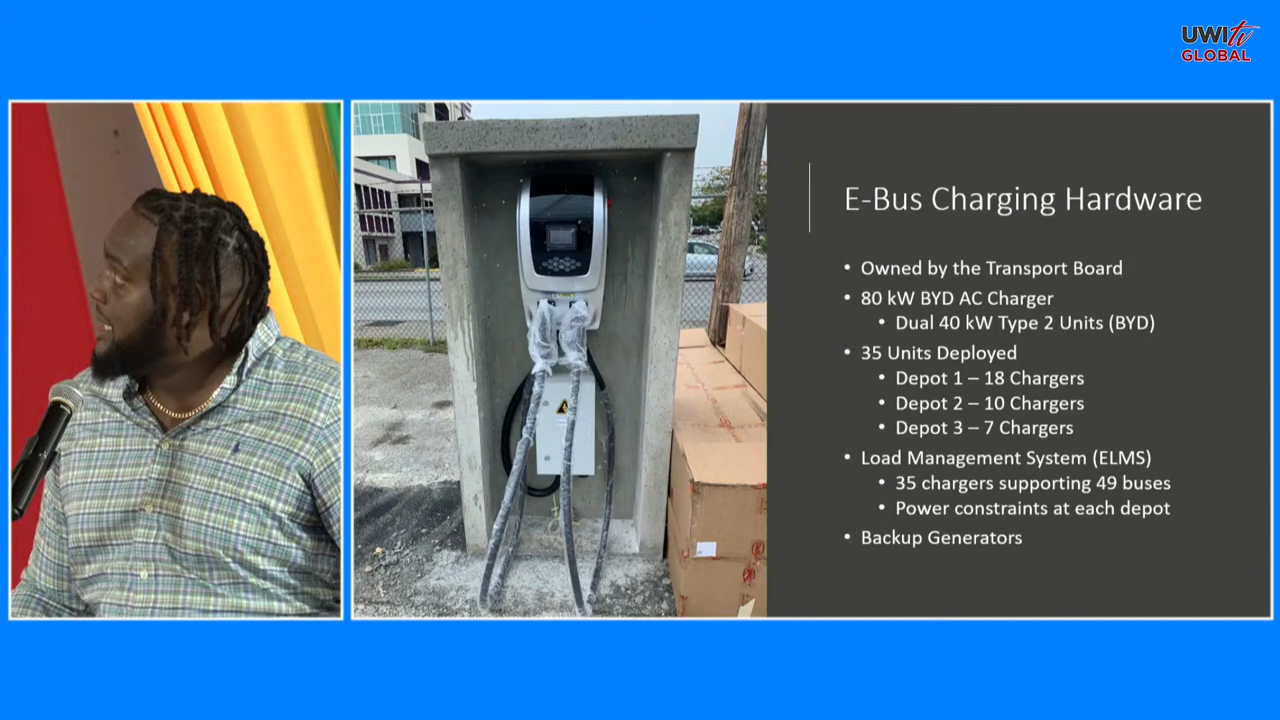 UWItv
GLOBAL
E-Bus Charging Hardware
• Owned by the Transport Board
• 80 kW BYD AC Charger
• Dual 40 kW Type 2 Units (BYD)
• 35 Units Deployed
• Depot 1 – 18 Chargers
• Depot 2 – 10 Chargers
• Depot 3 – 7 Chargers
• Load Management System (ELMS)
• 35 chargers supporting 49 buses
• Power constraints at each depot
• Backup Generators